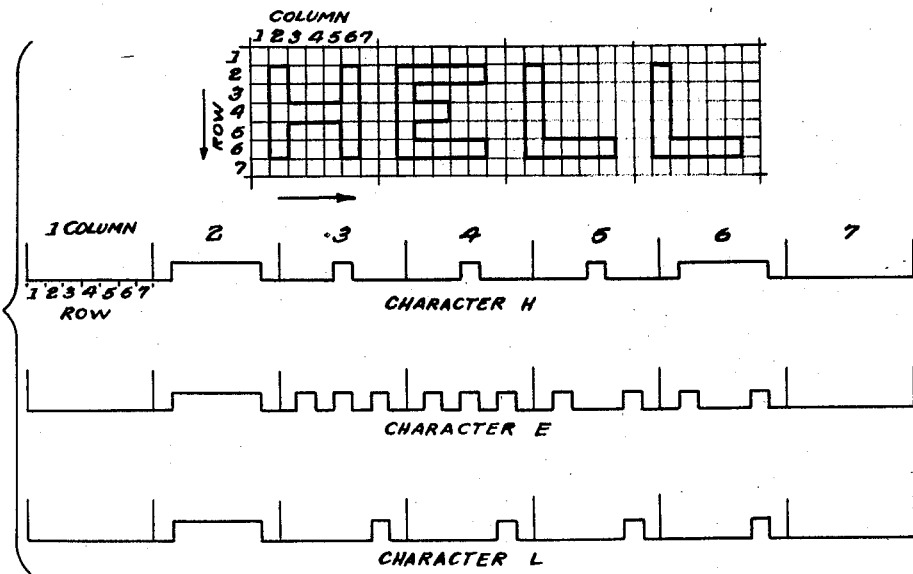 COLUMN
1 2 3 4 5 6 7
1
2
3
4
5
6
7
ROW
1 COLUMN 2 3 4 5 6 7
1 2 3 4 5 6 7
ROW
CHARACTER H
CHARACTER E
CHARACTER L